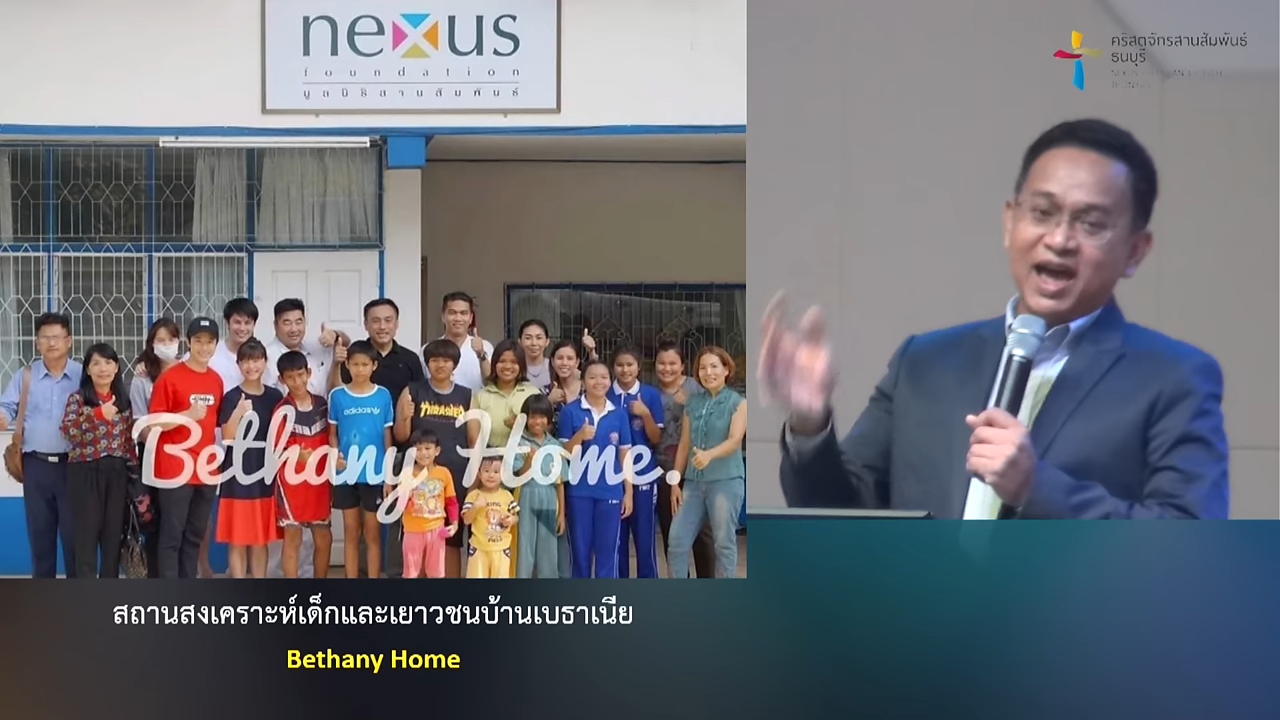 nexus
foundation
มูลนิธิสานสัมพันธ์
คริสตจักรสานสัมพันธ์
ธนบุรี
adidas
THRASHER
Bethany Home.
สถานสงเคราะห์เด็กและเยาวชนบ้านเบธาเนีย
Bethany Home